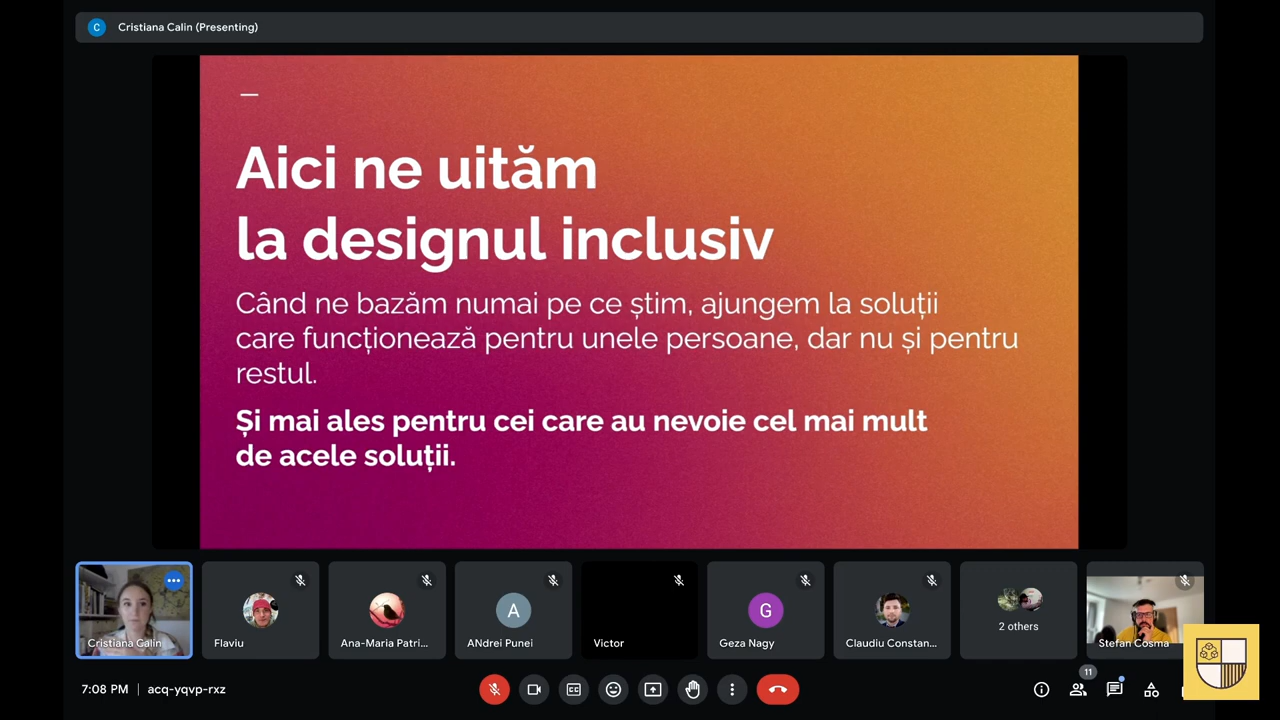 C Cristiana Calin (Presenting)
Aici ne uităm
la designul inclusiv
Când ne bazăm numai pe ce știm, ajungem la soluții
care funcționează pentru unele persoane, dar nu și pentru
restul.
Și mai ales pentru cei care au nevoie cel mai mult
de acele soluții.
A
G
2 others
Cristiana Calin
Flaviu
Ana-Maria Patri...
ANdrei Punei
Victor
Geza Nagy
Claudiu Constan...
Stefan Cosma
11
7:08 PM acq-yqvp-rxz